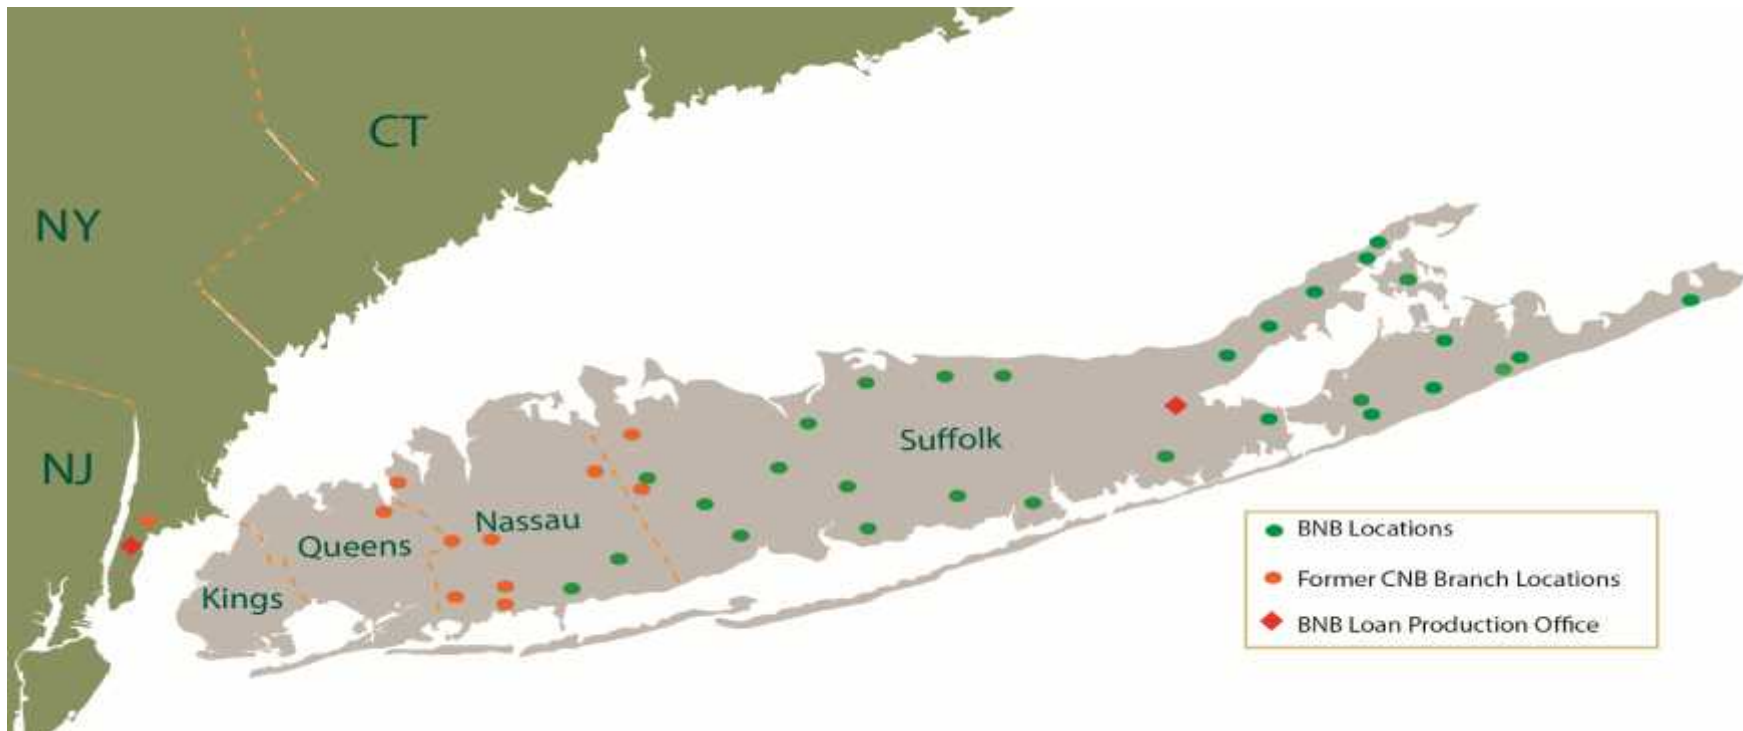 CT
NY
NJ
Suffolk
Nassau
Queens
Kings
BNB Locations
Former CNB Branch Locations
BNB Loan Production Office